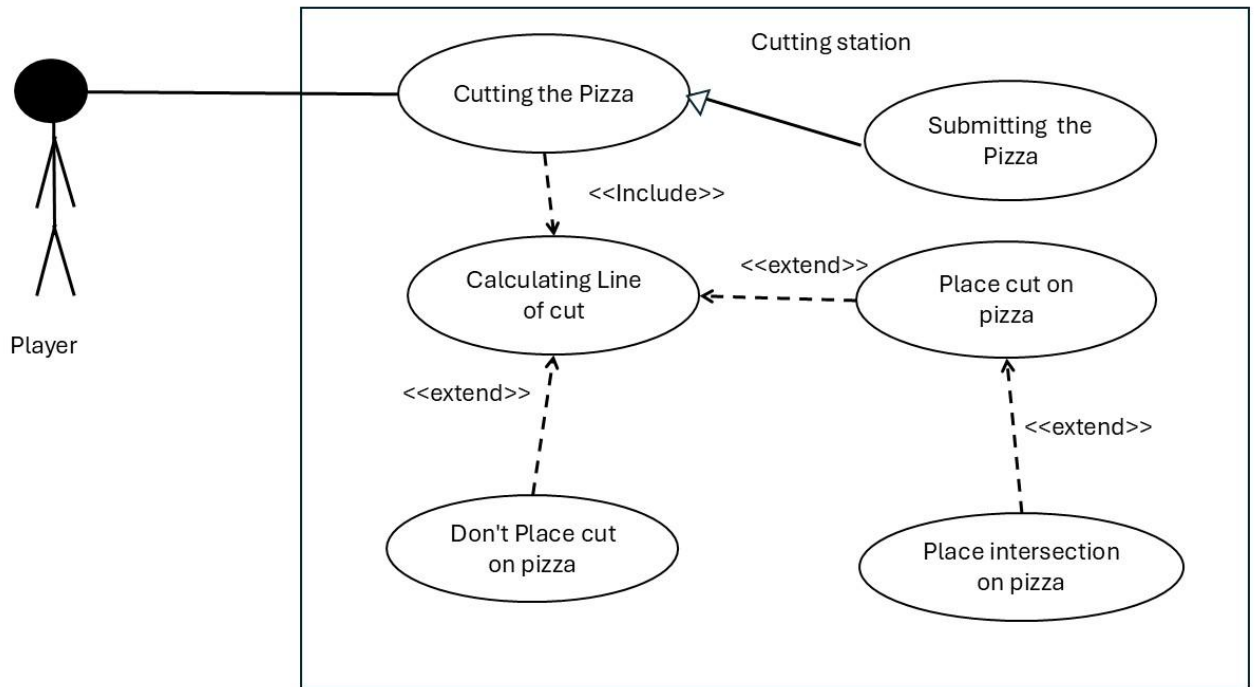 Cutting station
Cutting the Pizza
Submitting the
Pizza
<<Include>>
<<extend>>
Calculating Line
of cut
Place cut on
pizza
Player
<<extend>>
<<extend>>
Don't Place cut
on pizza
Place intersection
on pizza